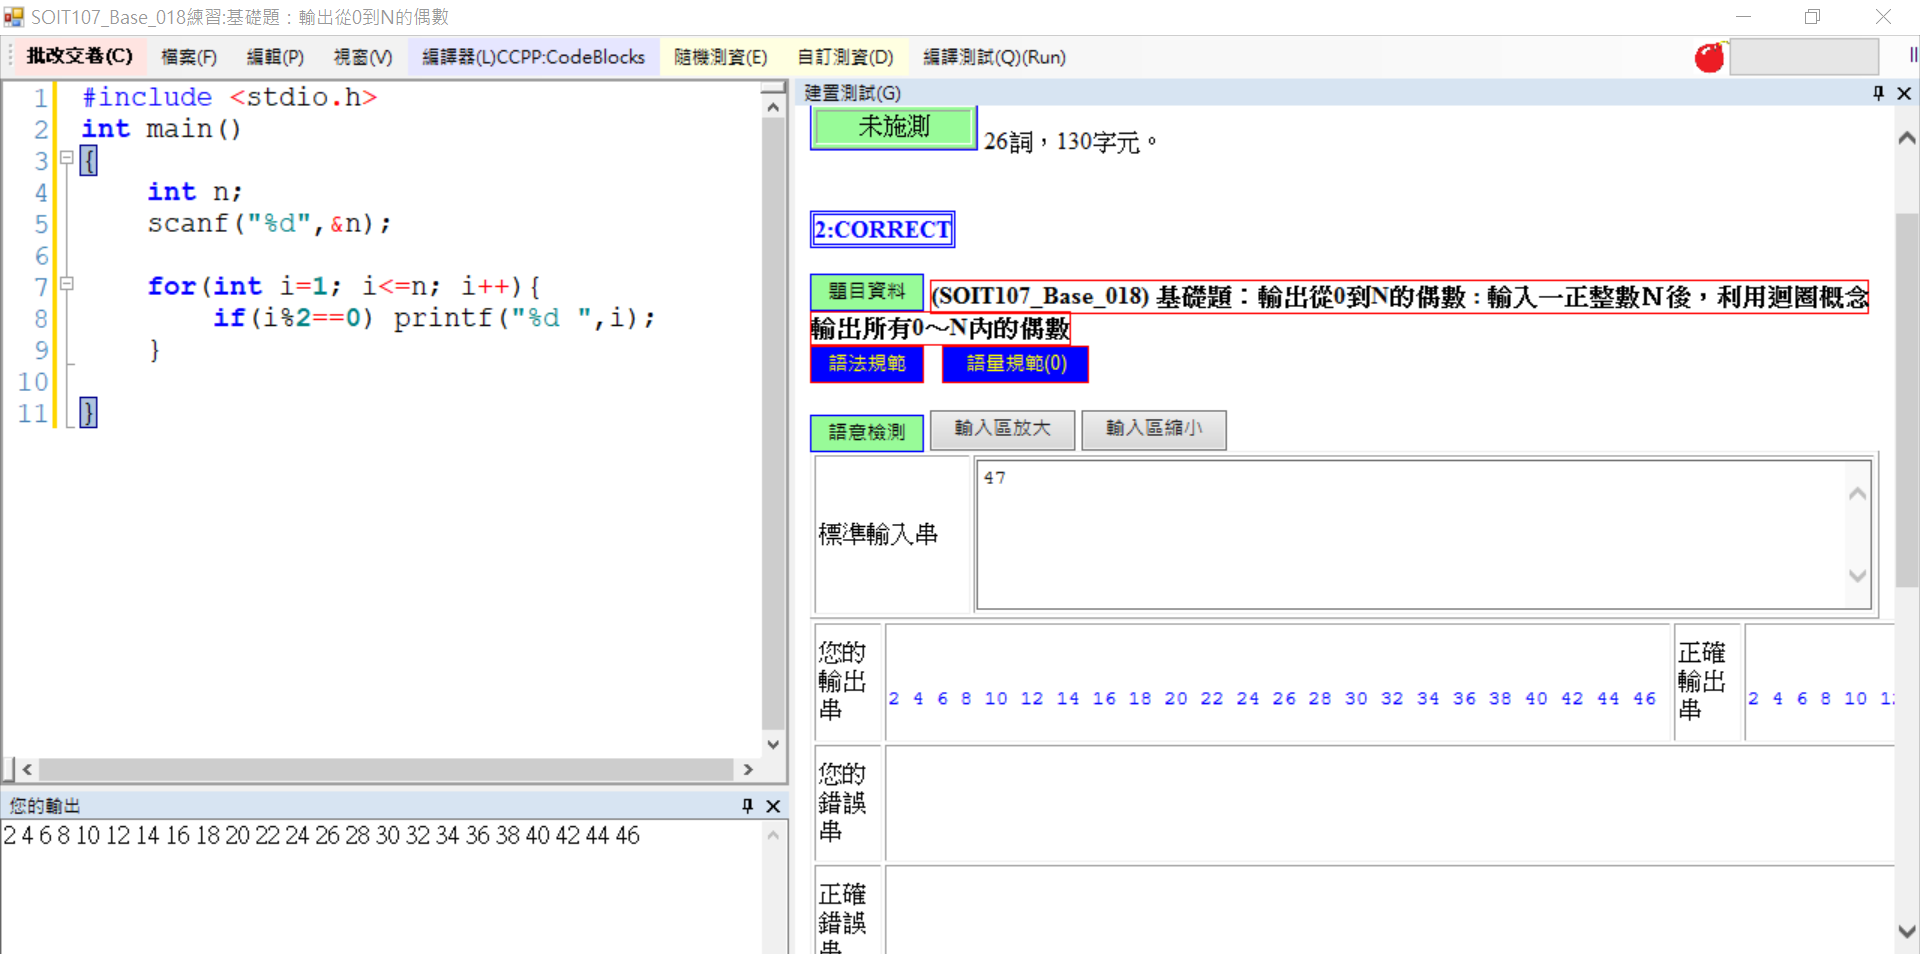 SOIT107_Base_018練習:基礎題：輸出從0到N的偶數
批改交卷(C) 檔案(F) 編輯(P) 視窗(V) 編譯器(L)CCPP:CodeBlocks 隨機測資(E) 自訂測資(D) 編譯測試(Q)(Run)
1 #include <stdio.h>
2 int main()
3 {
4 int n;
5 scanf("%d",&n);
6
7 for(int i=1; i<=n; i++){
8 if(i%2==0) printf("%d ",i);
9 }
10
11 }
您的輸出
2 4 6 8 10 12 14 16 18 20 22 24 26 28 30 32 34 36 38 40 42 44 46
建置測試(G)
未施測 26詞，130字元。
2:CORRECT
題目資料 (SOIT107_Base_018) 基礎題：輸出從0到N的偶數：輸入一正整數N後，利用迴圈概念
輸出所有0～N內的偶數
語法規範 語量規範(0)
語意檢測 輸入區放大 輸入區縮小
標準輸入串
47
您的
輸出
串
2 4 6 8 10 12 14 16 18 20 22 24 26 28 30 32 34 36 38 40 42 44 46
正確
輸出
串
2 4 6 8 10
您的
錯誤
串
正確
錯誤
串